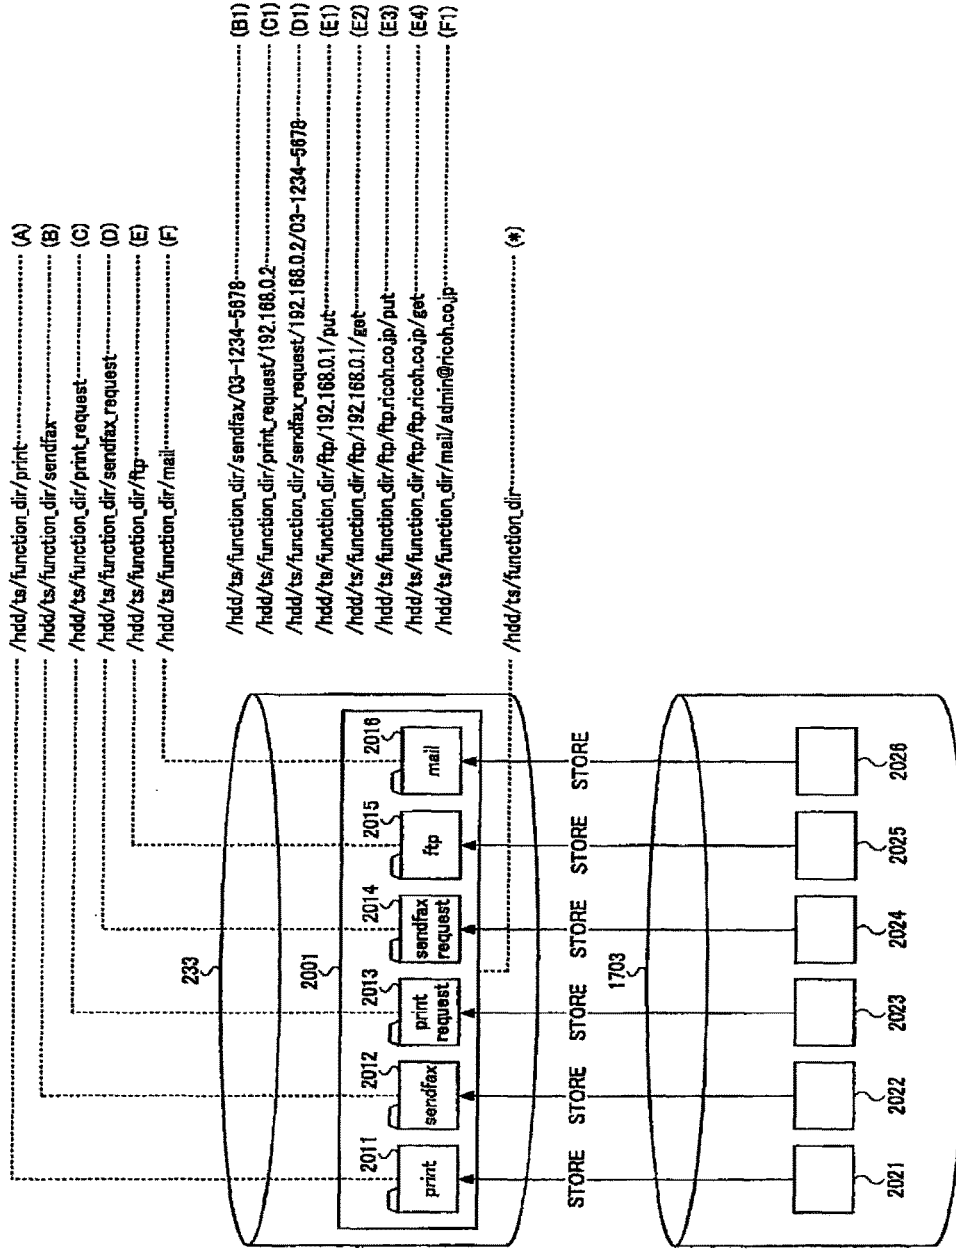 /hdd/ts/function_dir/print (A)
/hdd/ts/function_dir/sendfax (B)
/hdd/ts/function_dir/print_request (C)
/hdd/ts/function_dir/sendfax_request (D)
/hdd/ts/function_dir/ftp (E)
/hdd/ts/function_dir/mail (F)
/hdd/ts/function_dir/sendfax/03-1234-5678 (B1)
/hdd/ts/function_dir/print_request/192.168.0.2 (C1)
/hdd/ts/function_dir/sendfax_request/192.168.0.2/03-1234-5678 (D1)
/hdd/ts/function_dir/ftp/192.168.0.1/put (E1)
/hdd/ts/function_dir/ftp/192.168.0.1/get (E2)
/hdd/ts/function_dir/ftp/ftp.ricoh.co.jp/put (E3)
/hdd/ts/function_dir/ftp/ftp.ricoh.co.jp/get (E4)
/hdd/ts/function_dir/mail/admin@ricoh.co.jp (F1)
/hdd/ts/function_dir (*)
233
2001
2011
2012
2013
2014
2015
2016
print
sendfax
print
request
sendfax
request
ftp
mail
STORE
STORE
STORE
STORE
STORE
STORE
1703
2021
2022
2023
2024
2025
2026